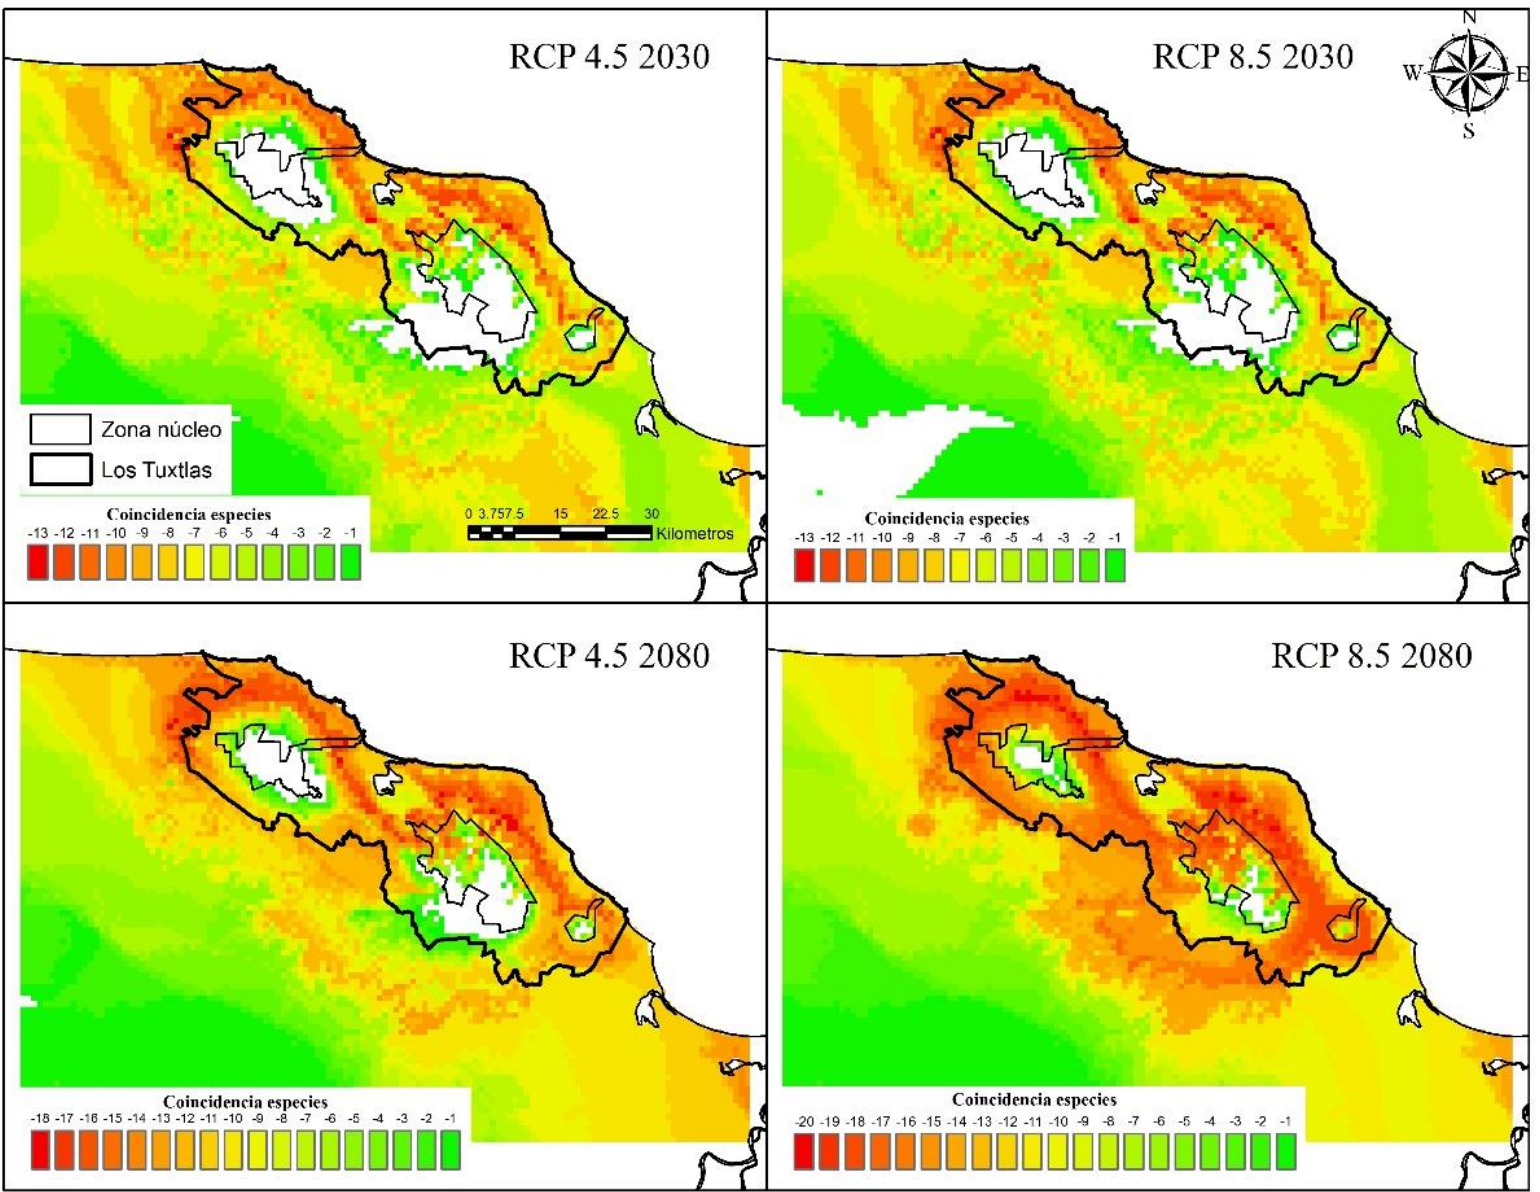 RCP 4.5 2030
Zona núcleo
Los Tuxtlas
Coincidencia especies
-13 -12 -11 -10 -9 -8 -7 -6 -5 -4 -3 -2 -1
0 3.757.5 15 22.5 30
Kilometros
RCP 8.5 2030
N
W E
S
Coincidencia especies
-13 -12 -11 -10 -9 -8 -7 -6 -5 -4 -3 -2 -1
RCP 4.5 2080
Coincidencia especies
-18 -17 -16 -15 -14 -13 -12 -11 -10 -9 -8 -7 -6 -5 -4 -3 -2 -1
RCP 8.5 2080
Coincidencia especies
-20 -19 -18 -17 -16 -15 -14 -13 -12 -11 -10 -9 -8 -7 -6 -5 -4 -3 -2 -1